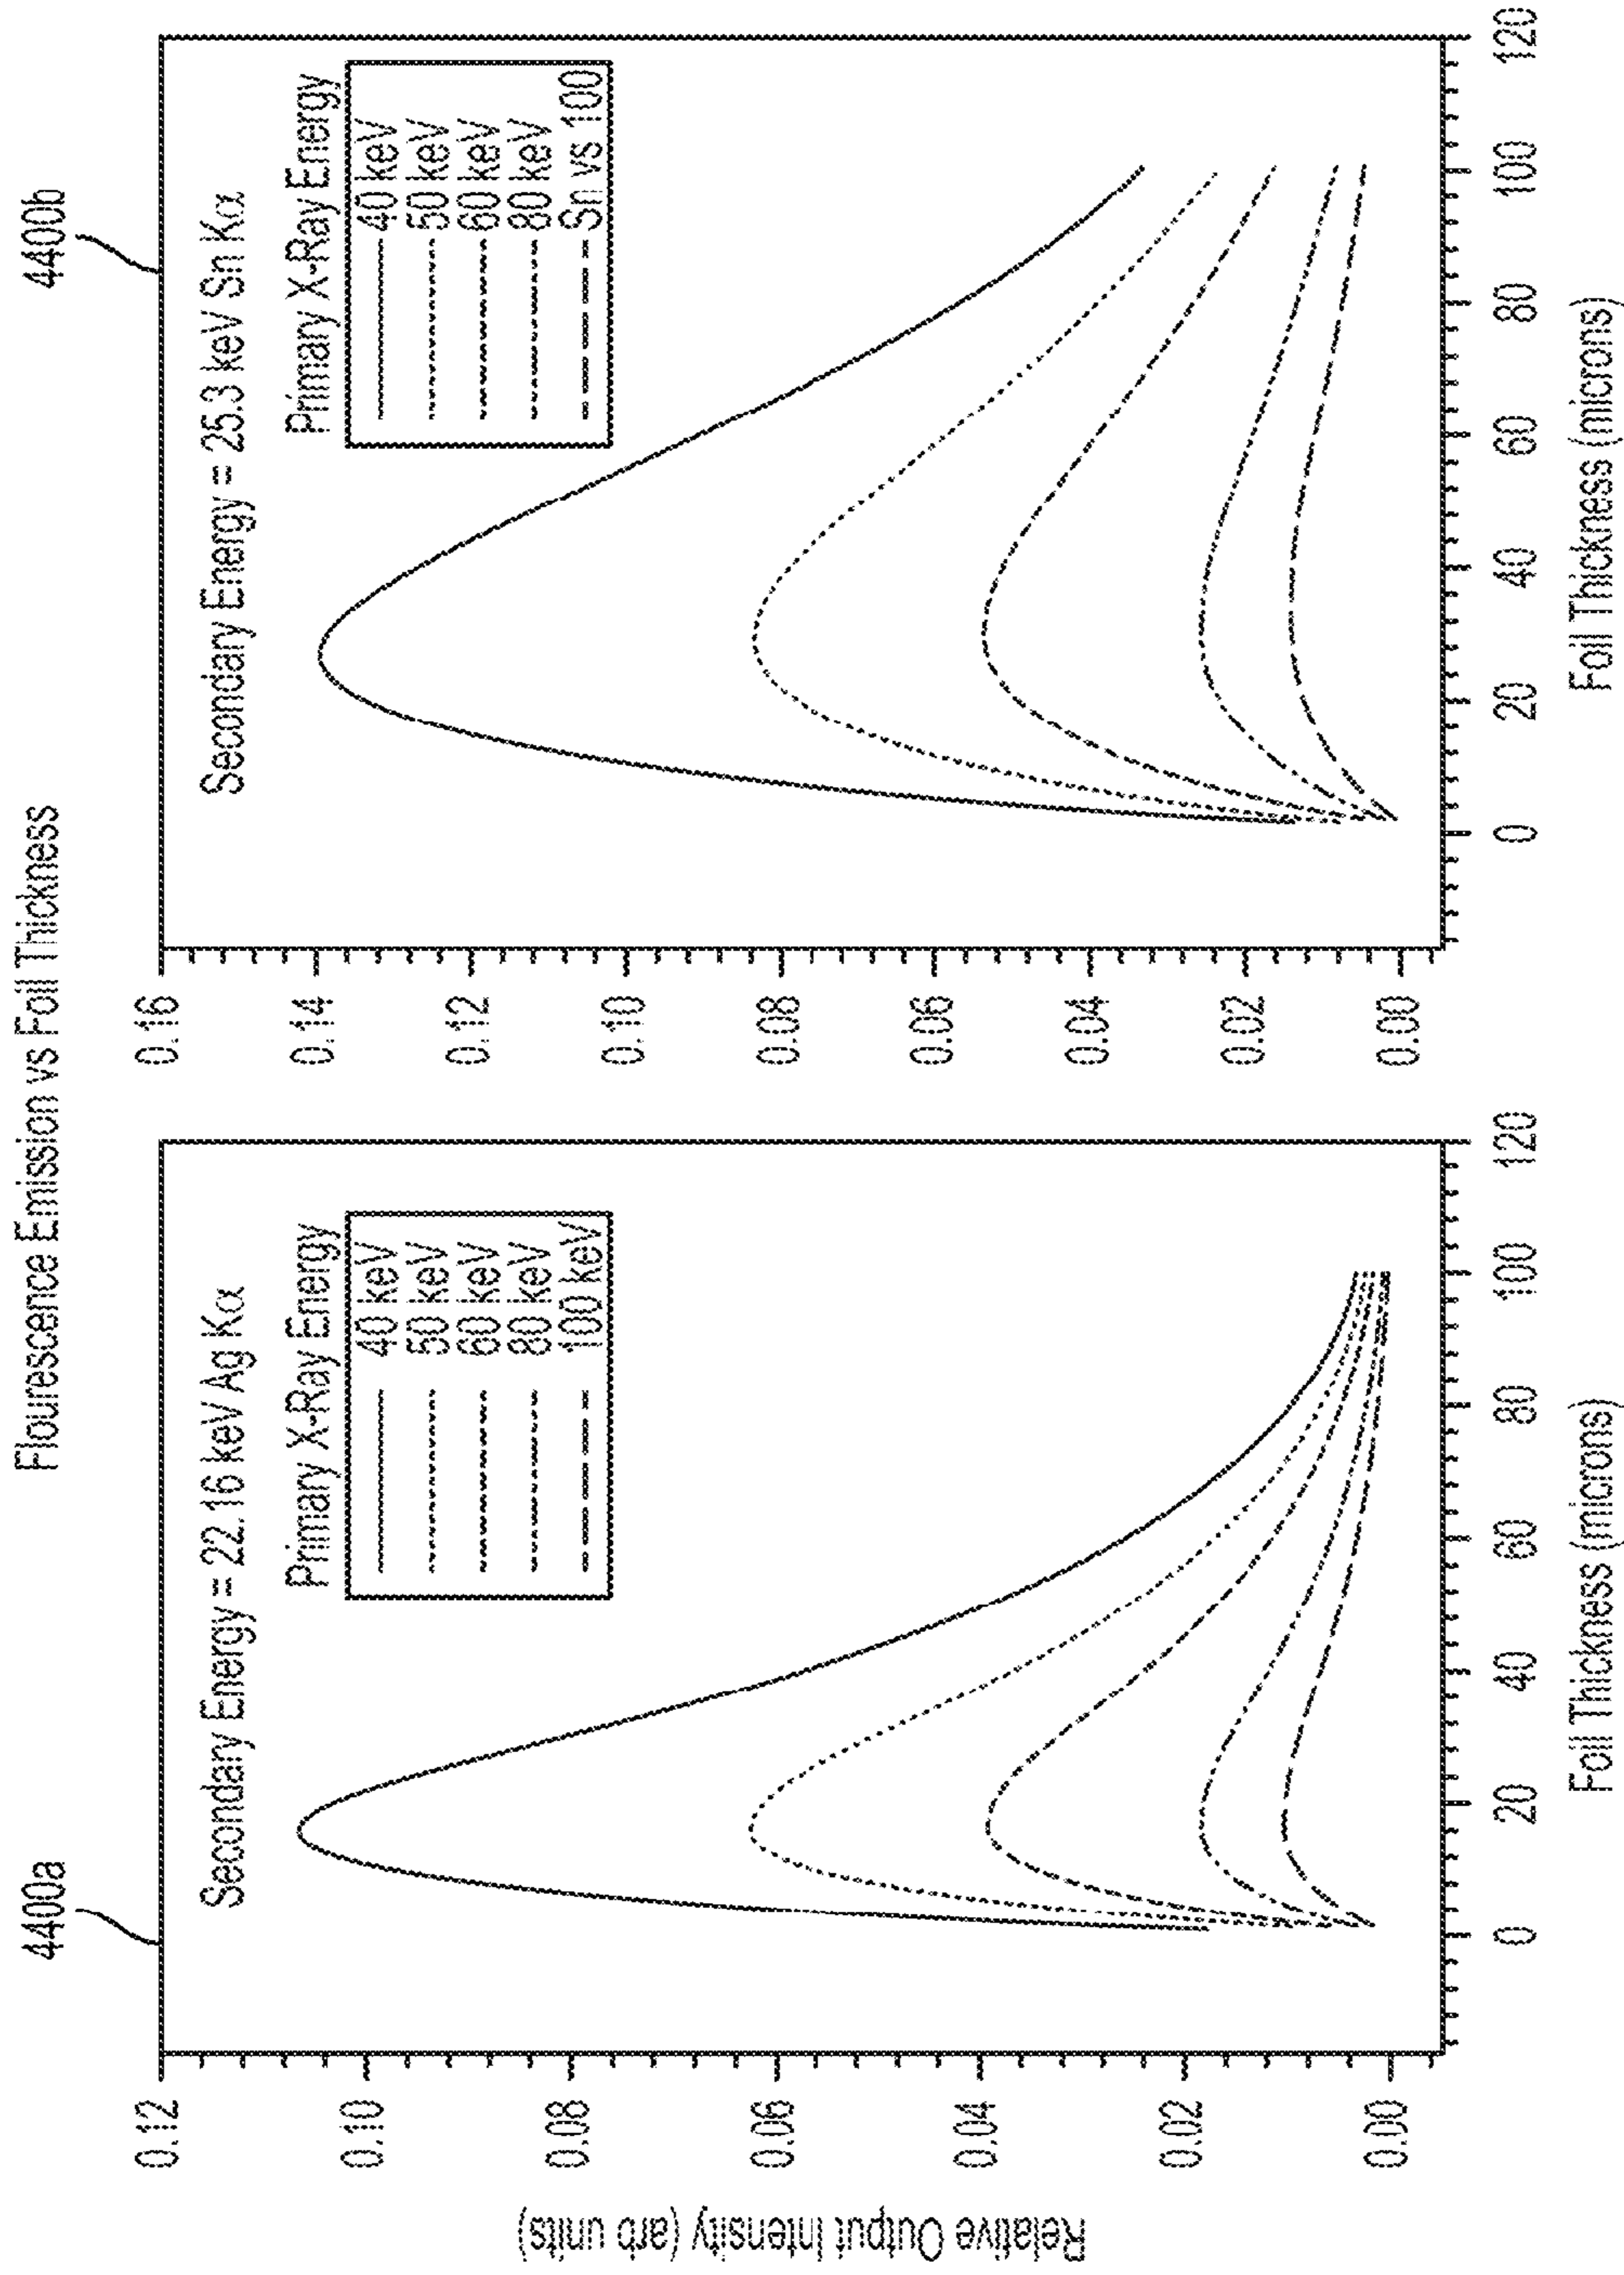 Flourescence Emission vs Foil Thickness
4400a
Secondary Energy = 22.16 keV Ag Kα
Primary X-Ray Energy
40 keV
50 keV
60 keV
80 keV
100 keV
0.12
0.10
0.08
0.06
0.04
0.02
0.00
Relative Output Intensity (arb units)
0
20
40
60
80
100
120
Foil Thickness (microns)
4400b
Secondary Energy = 25.3 keV Sn Kα
Primary X-Ray Energy
40 keV
50 keV
60 keV
80 keV
Sn vs 100
0.16
0.14
0.12
0.10
0.08
0.06
0.04
0.02
0.00
0
20
40
60
80
100
120
Foil Thickness (microns)